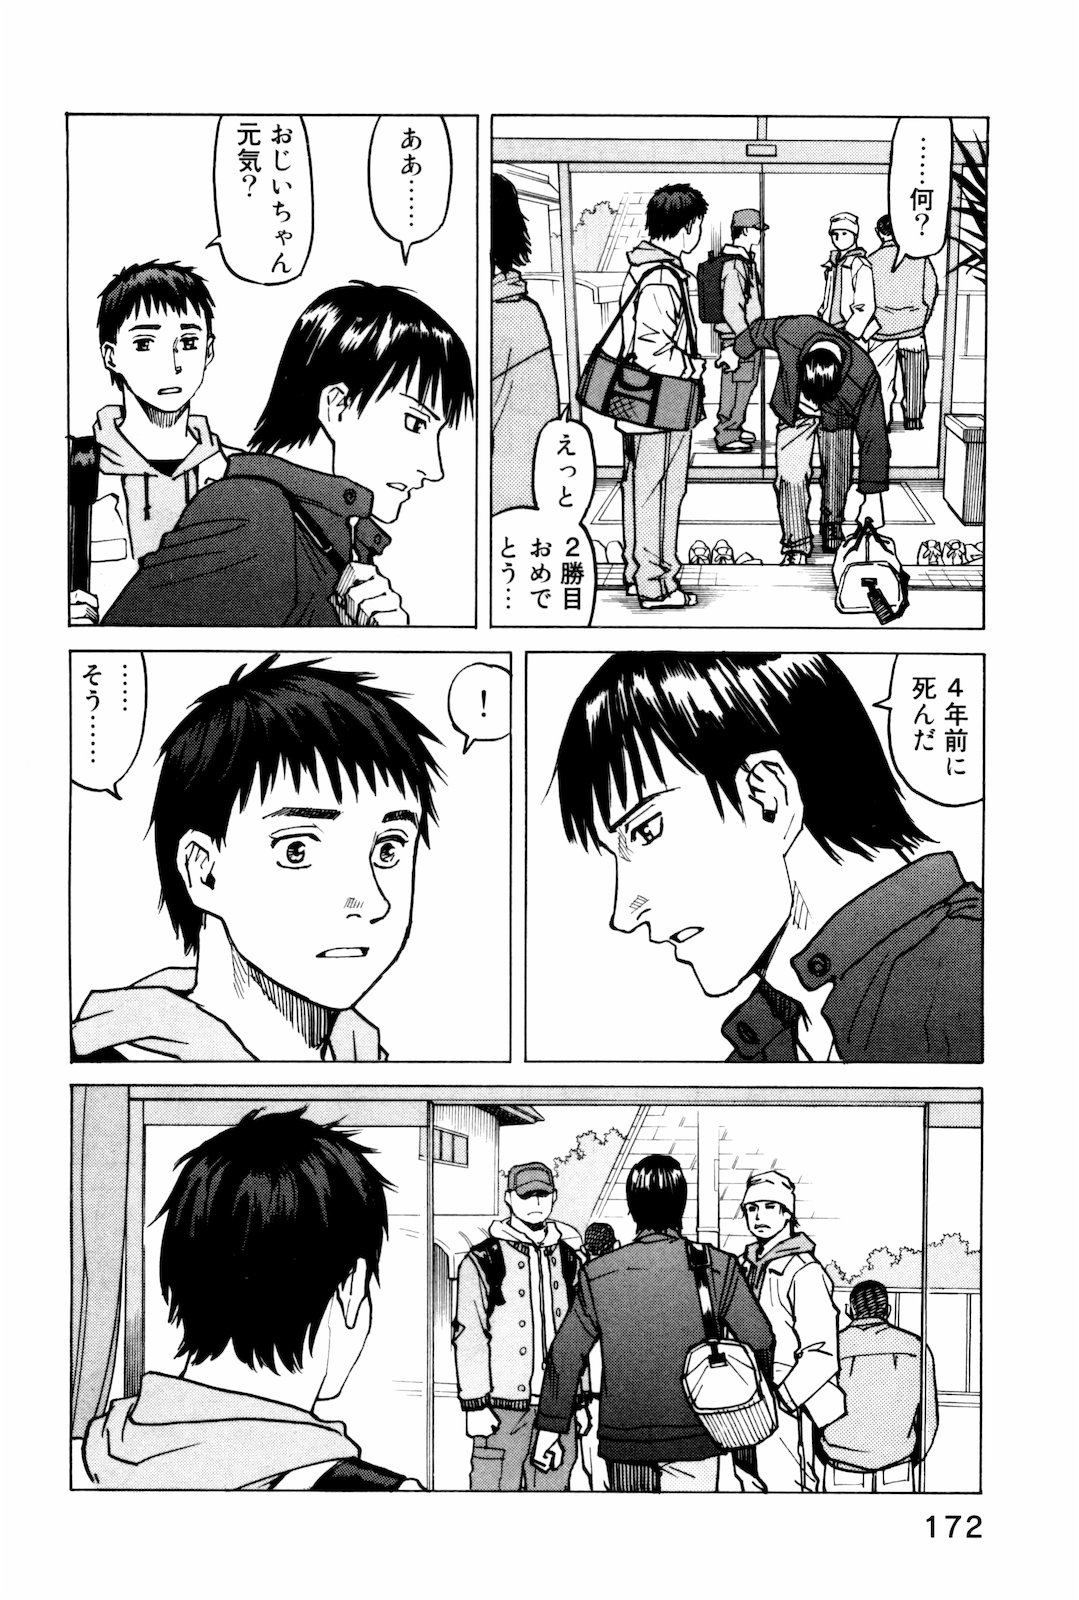 ……何?
えっと
2勝目
おめで
とう…
ああ……
おじいちゃん
元気?
4年前に
死んだ
!
……
そう……
172